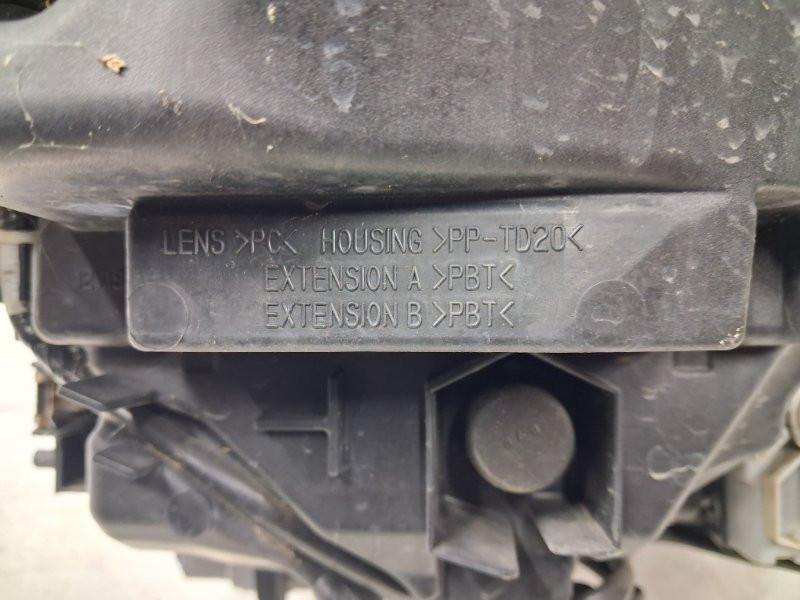 LENS >PC< HOUSING >PP-TD20<
EXTENSION A >PBT<
EXTENSION B >PBT<